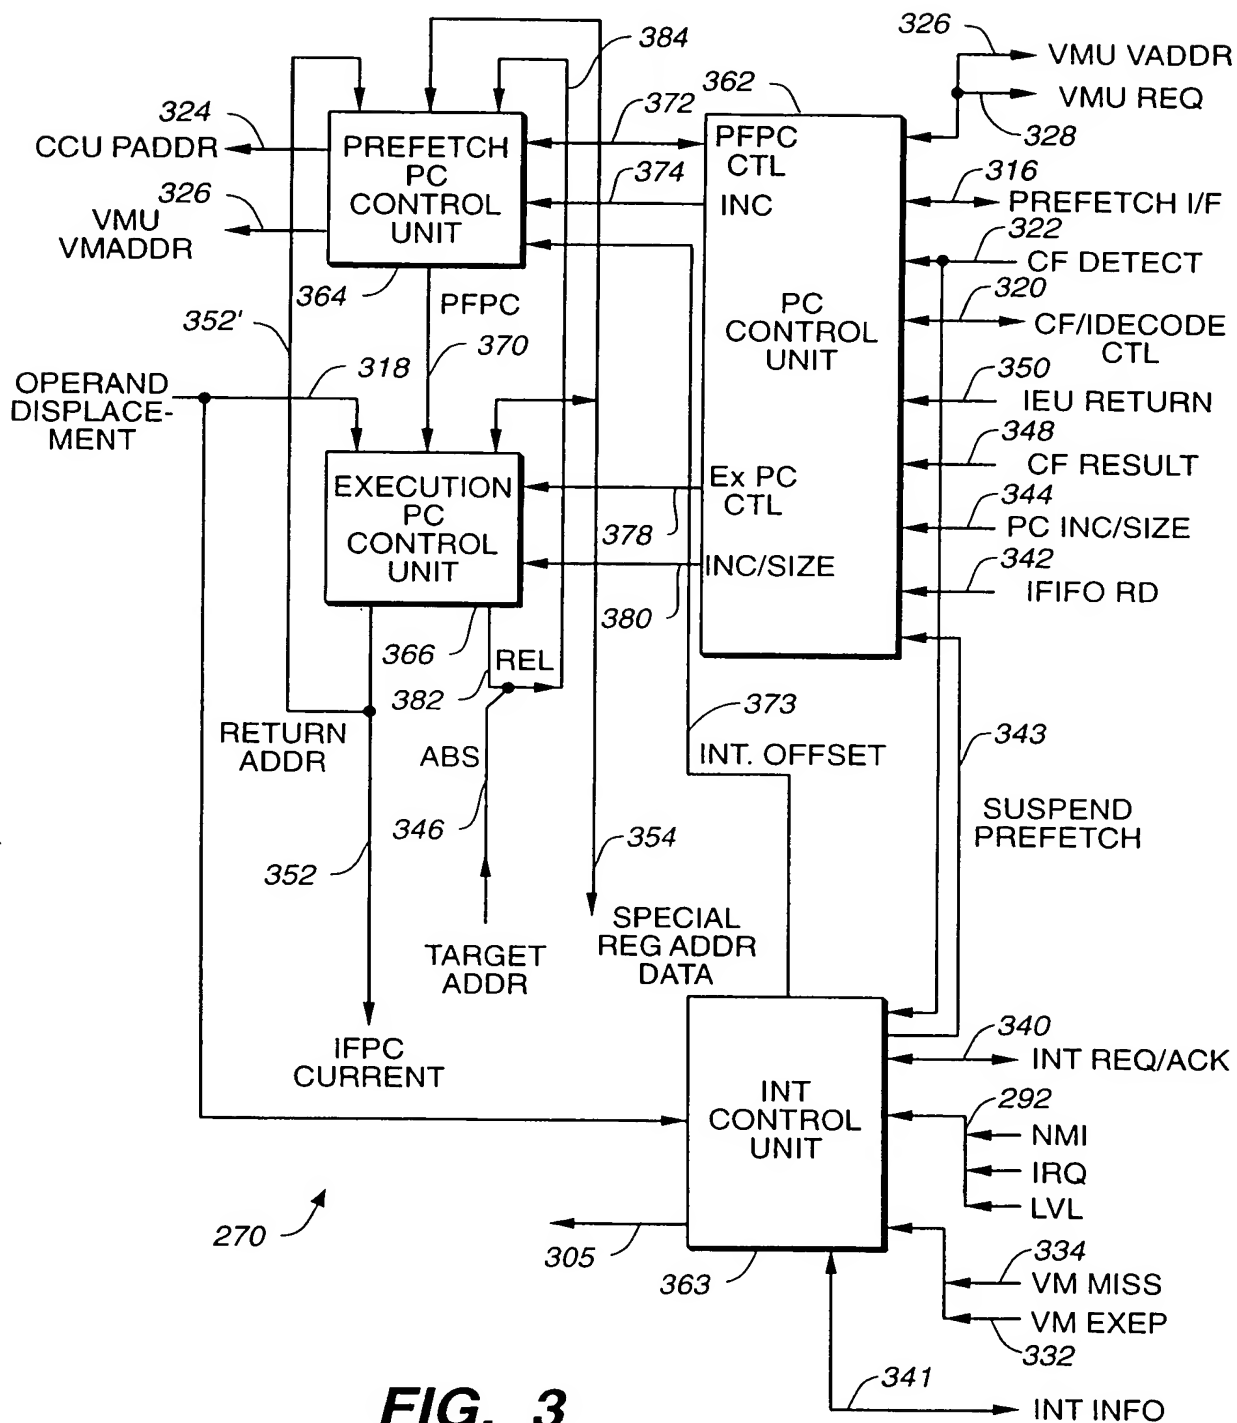 326
VMU VADDR
VMU REQ
328
384
362
324
372
CCU PADDR
PREFETCH
PC
CONTROL
UNIT
PFPC
CTL
326
374
316
PREFETCH I/F
VMU
VMADDR
INC
322
CF DETECT
364
PFPC
320
352'
PC
CONTROL
UNIT
CF/IDECODE
CTL
318
370
350
OPERAND
DISPLACE-
MENT
IEU RETURN
348
CF RESULT
EXECUTION
PC
CONTROL
UNIT
Ex PC
CTL
344
378
PC INC/SIZE
INC/SIZE
342
IFIFO RD
380
366
REL
382
373
RETURN
ADDR
ABS
INT. OFFSET
343
346
SUSPEND
PREFETCH
352
354
TARGET
ADDR
SPECIAL
REG ADDR
DATA
IFPC
CURRENT
340
INT REQ/ACK
INT
CONTROL
UNIT
292
NMI
IRQ
LVL
270
305
363
334
VM MISS
VM EXEP
332
341
INT INFO
FIG. 3